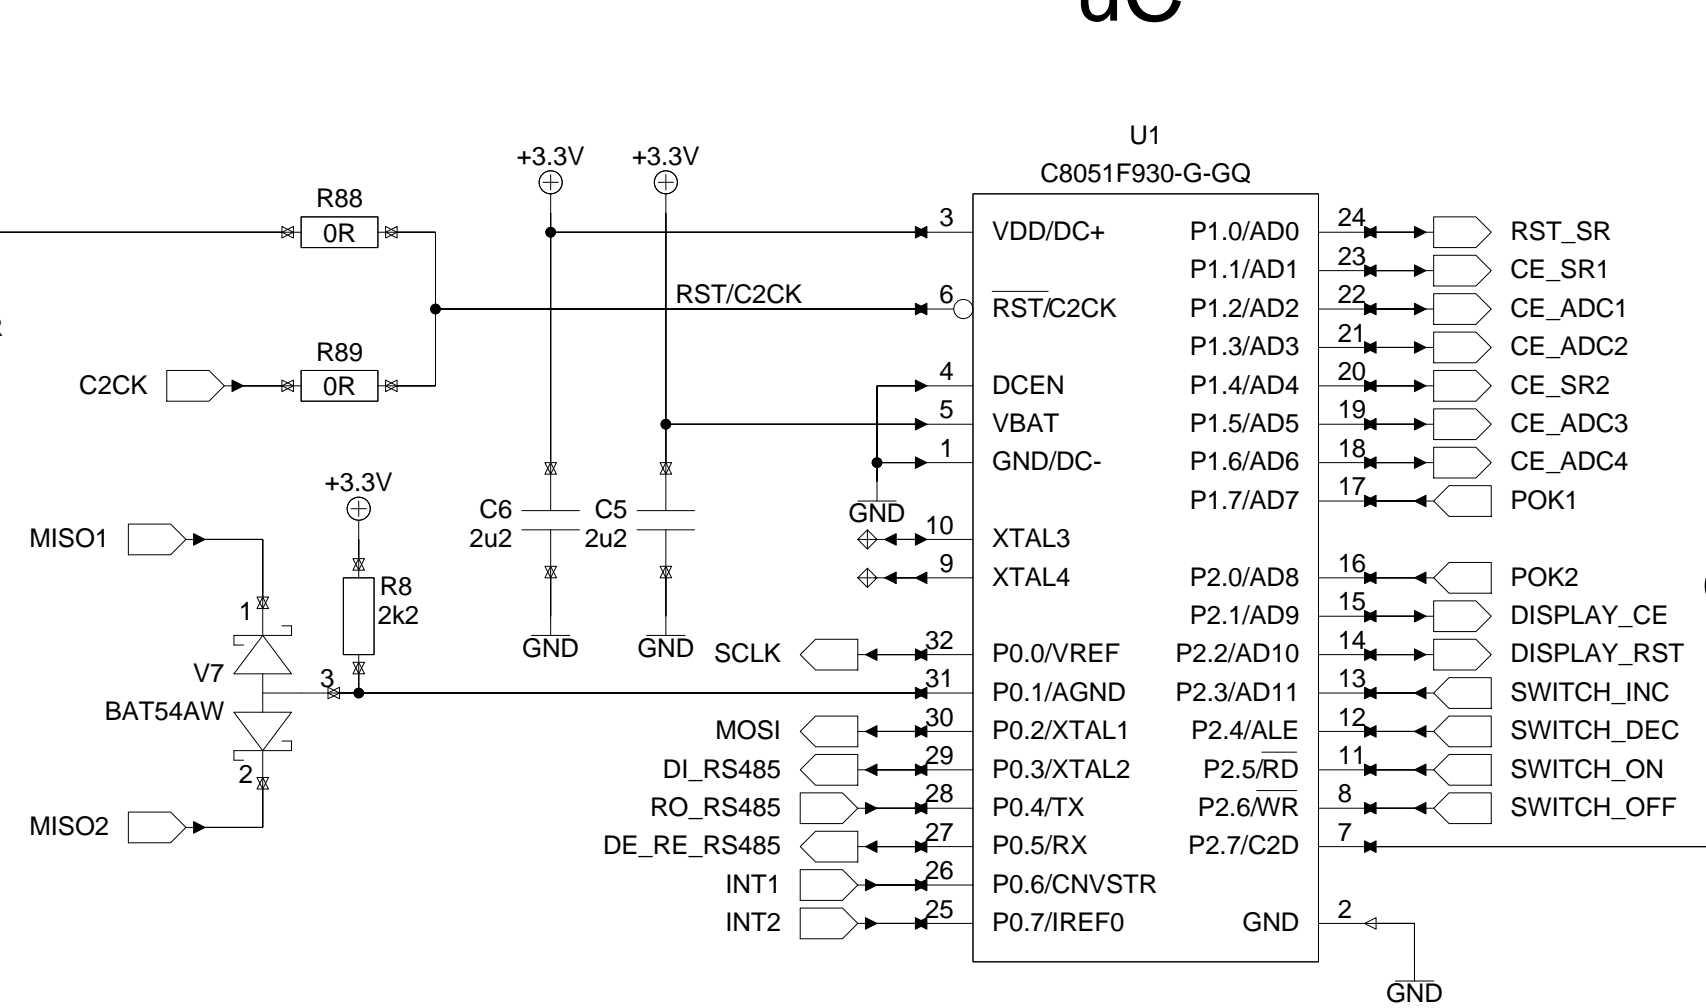 uC
U1
C8051F930-G-GQ
+3.3V
+3.3V
R88
0R
R89
0R
C2CK
RST/C2CK
3
VDD/DC+
6
RST/C2CK
4
DCEN
5
VBAT
1
GND/DC-
GND
10
XTAL3
9
XTAL4
+3.3V
MISO1
R8
2k2
C6
2u2
C5
2u2
GND
GND
1
V7
3
BAT54AW
2
MISO2
SCLK
32
P0.0/VREF
31
P0.1/AGND
MOSI
30
P0.2/XTAL1
DI_RS485
29
P0.3/XTAL2
RO_RS485
28
P0.4/TX
DE_RE_RS485
27
P0.5/RX
INT1
26
P0.6/CNVSTR
INT2
25
P0.7/IREF0
P1.0/AD0
24
RST_SR
P1.1/AD1
23
CE_SR1
P1.2/AD2
22
CE_ADC1
P1.3/AD3
21
CE_ADC2
P1.4/AD4
20
CE_SR2
P1.5/AD5
19
CE_ADC3
P1.6/AD6
18
CE_ADC4
P1.7/AD7
17
POK1
P2.0/AD8
16
POK2
P2.1/AD9
15
DISPLAY_CE
P2.2/AD10
14
DISPLAY_RST
P2.3/AD11
13
SWITCH_INC
P2.4/ALE
12
SWITCH_DEC
P2.5/RD
11
SWITCH_ON
P2.6/WR
8
SWITCH_OFF
P2.7/C2D
7
GND
2
GND